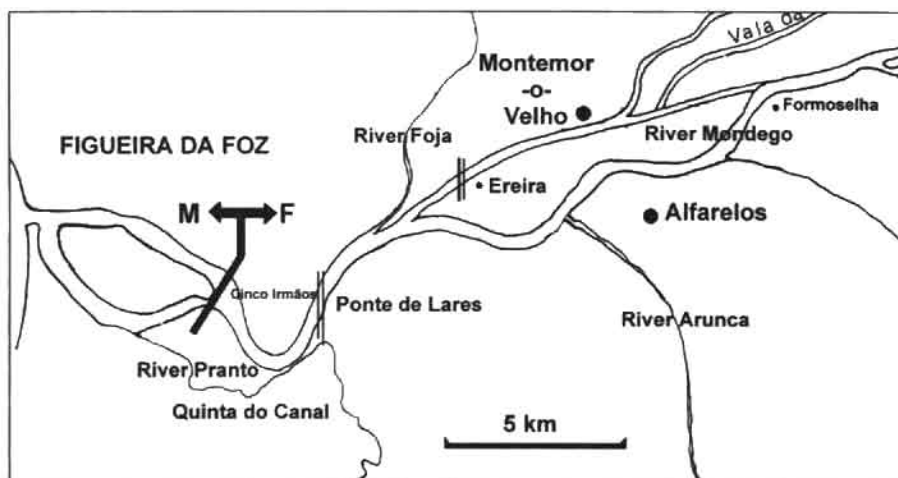 Vala da
Montemor
-o-
Velho
Formoselha
River Foja
River Mondego
FIGUEIRA DA FOZ
Ereira
M F
Alfarelos
Cinco Irmãos
Ponte de Lares
River Arunca
River Pranto
Quinta do Canal
5 km